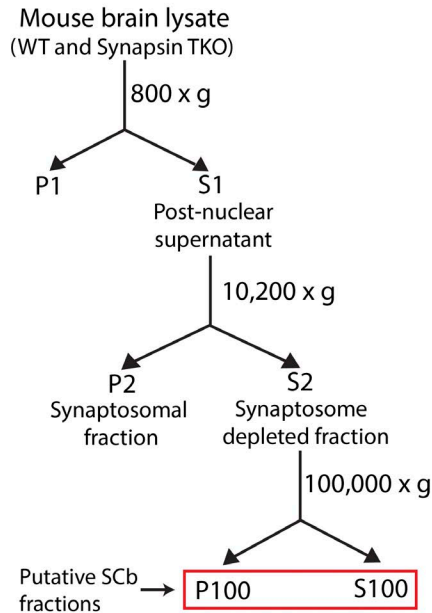 Mouse brain lysate
(WT and Synapsin TKO)
800 x g
P1
S1
Post-nuclear
supernatant
10,200 x g
P2
Synaptosomal
fraction
S2
Synaptosome
depleted fraction
100,000 x g
Putative SCb
fractions
P100
S100